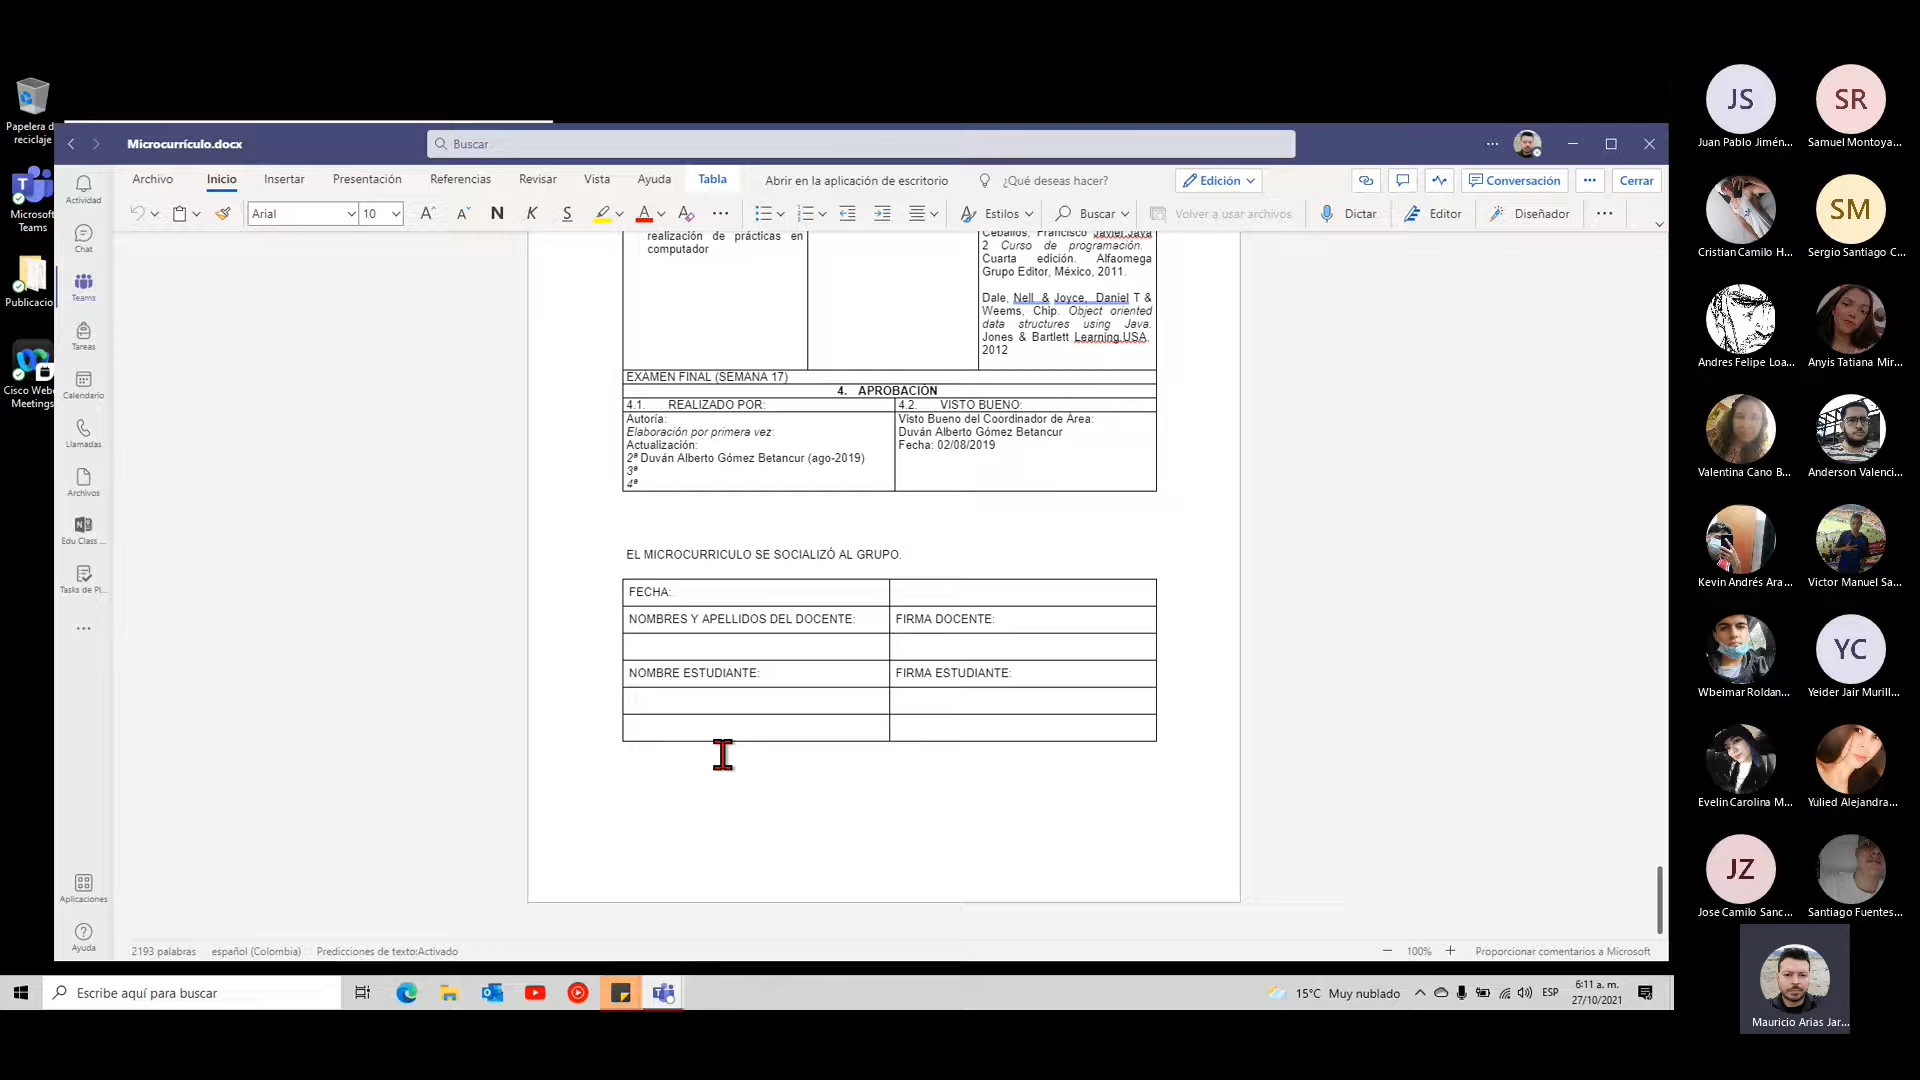 Papelera d
reciclaje
Microsoft
Teams
Publicacio
Cisco Web
Meetings
Microcurrículo.docx
Buscar
Archivo
Inicio
Insertar
Presentación
Referencias
Revisar
Vista
Ayuda
Tabla
Abrir en la aplicación de escritorio
¿Qué deseas hacer?
Edición
Conversación
Cerrar
Arial
10
N
K
S
Estilos
Buscar
Volver a usar archivos
Dictar
Editor
Diseñador
Actividad
Chat
Teams
Tareas
Calendario
Llamadas
Archivos
Edu Class ...
Tasks de Pl...
Aplicaciones
Ayuda
realización de prácticas en
computador
Ceballos, Francisco Javier.Java
2 Curso de programación.
Cuarta edición. Alfaomega
Grupo Editor, México, 2011.
Dale, Nell & Joyce, Daniel T &
Weems, Chip. Object oriented
data structures using Java.
Jones & Bartlett Learning.USA,
2012
EXAMEN FINAL (SEMANA 17)
4. APROBACIÓN
4.1. REALIZADO POR:
4.2. VISTO BUENO:
Autoría:
Elaboración por primera vez:
Actualización:
2ª Duván Alberto Gómez Betancur (ago-2019)
3ª
4ª
Visto Bueno del Coordinador de Área:
Duván Alberto Gómez Betancur
Fecha: 02/08/2019
EL MICROCURRICULO SE SOCIALIZÓ AL GRUPO.
FECHA:
NOMBRES Y APELLIDOS DEL DOCENTE:
FIRMA DOCENTE:
NOMBRE ESTUDIANTE:
FIRMA ESTUDIANTE:
2193 palabras
español (Colombia)
Predicciones de texto:Activado
100%
Proporcionar comentarios a Microsoft
Escribe aquí para buscar
15°C Muy nublado
ESP
6:11 a. m.
27/10/2021
JS
Juan Pablo Jimén...
SR
Samuel Montoya...
Cristian Camilo H...
SM
Sergio Santiago C...
Andres Felipe Loa...
Anyis Tatiana Mir...
Valentina Cano B...
Anderson Valenci...
Kevin Andrés Ara...
Victor Manuel Sa...
Wbeimar Roldan...
YC
Yeider Jair Murill...
Evelin Carolina M...
Yulied Alejandra...
JZ
Jose Camilo Sanc...
Santiago Fuentes...
Mauricio Arias Jar...